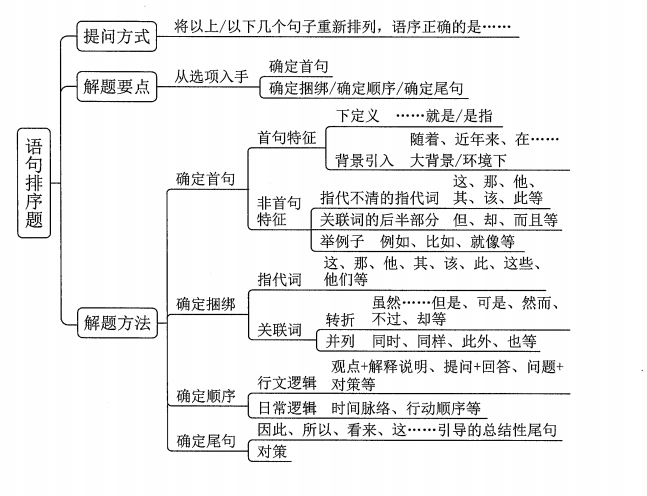 语句排序题
提问方式
将以上/以下几个句子重新排列，语序正确的是……
解题要点
从选项入手
确定首句
确定捆绑/确定顺序/确定尾句
解题方法
确定首句
首句特征
下定义 ……就是/是指
背景引入
随着、近年来、在……
大背景/环境下
非首句
特征
指代不清的指代词
这、那、他、
其、该、此等
关联词的后半部分 但、却、而且等
举例子 例如、比如、就像等
确定捆绑
指代词
这、那、他、其、该、此、这些、
他们等
关联词
转折
虽然……但是、可是、然而、
不过、却等
并列 同时、同样、此外、也等
确定顺序
行文逻辑
观点+解释说明、提问+回答、问题+
对策等
日常逻辑 时间脉络、行动顺序等
确定尾句
因此、所以、看来、这……引导的总结性尾句
对策